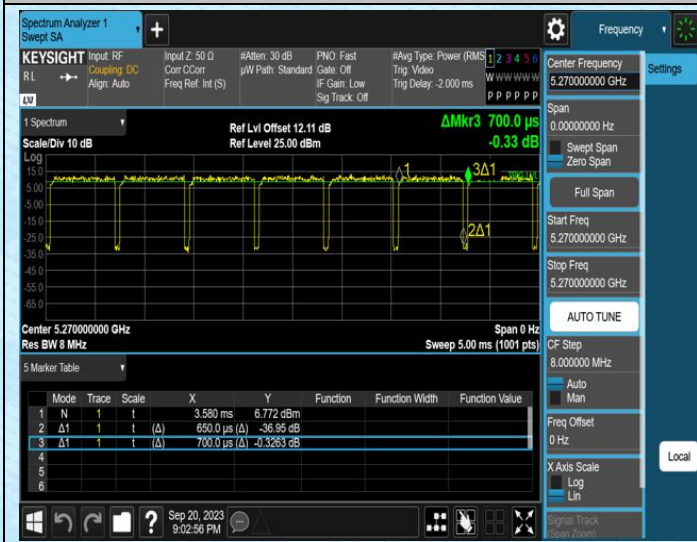 Spectrum Analyzer 1
Swept SA
Frequency
KEYSIGHT
RL
LXI
Input: RF
Coupling: DC
Align: Auto
Input Z: 50 Ω
Corr CCorr
Freq Ref: Int (S)
#Atten: 30 dB
µW Path: Standard
PNO: Fast
Gate: Off
IF Gain: Low
Sig Track: Off
#Avg Type: Power (RMS
Trig: Video
Trig Delay: -2.000 ms
1 2 3 4 5 6
W W W W W W
P P P P P P
1 Spectrum
Scale/Div 10 dB
Ref Lvl Offset 12.11 dB
Ref Level 25.00 dBm
ΔMkr3 700.0 µs
-0.33 dB
Log
15.0
5.00
-5.00
-15.0
-25.0
-35.0
-45.0
-55.0
-65.0
1
3Δ1
2Δ1
Center 5.270000000 GHz
Res BW 8 MHz
Span 0 Hz
Sweep 5.00 ms (1001 pts)
5 Marker Table
Mode Trace Scale X Y Function Function Width Function Value
1 N 1 t 3.580 ms 6.772 dBm
2 Δ1 1 t (Δ) 650.0 µs (Δ) -36.95 dB
3 Δ1 1 t (Δ) 700.0 µs (Δ) -0.3263 dB
4
5
6
?
Sep 20, 2023
9:02:56 PM
Center Frequency
5.270000000 GHz
Settings
Span
0.00000000 Hz
Swept Span
Zero Span
Full Span
Start Freq
5.270000000 GHz
Stop Freq
5.270000000 GHz
AUTO TUNE
CF Step
8.000000 MHz
Auto
Man
Freq Offset
0 Hz
X Axis Scale
Log
Lin
Signal Track
(Span Zoom)
Local